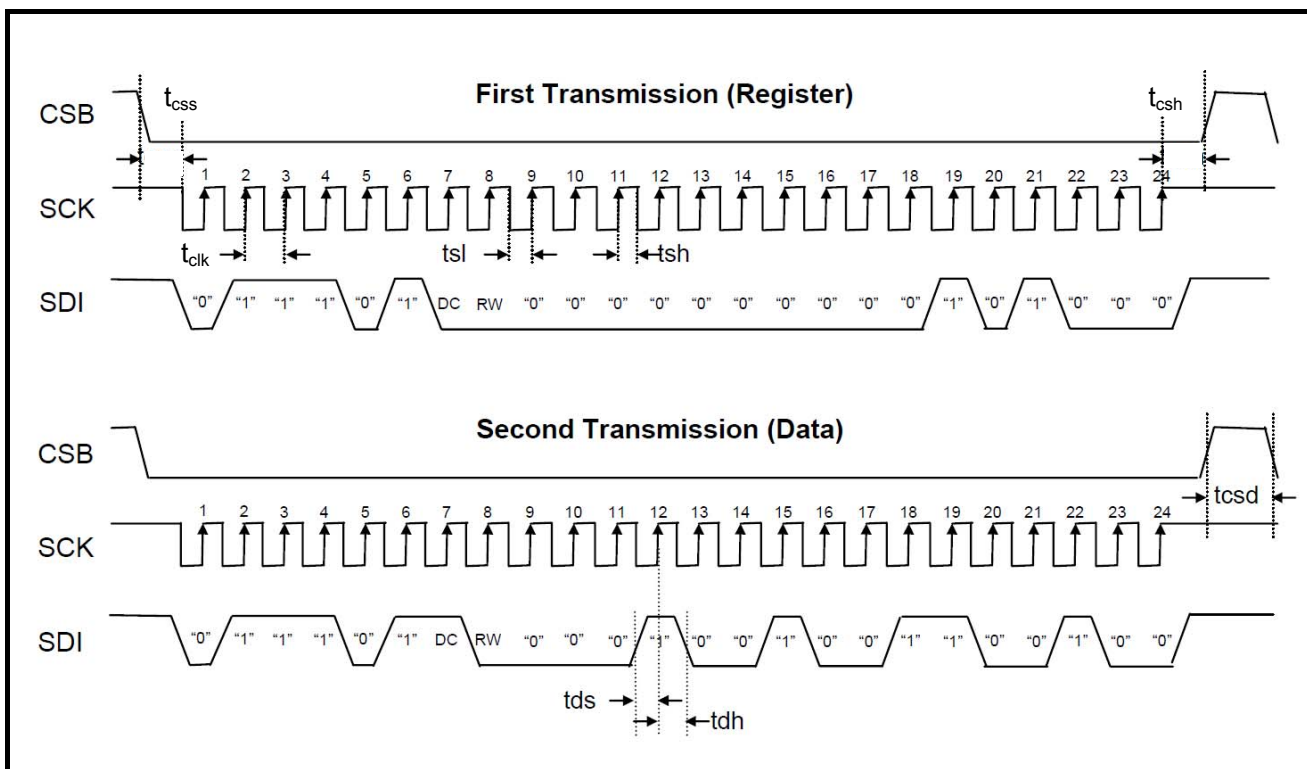 First Transmission (Register)
CSB
t_css
t_csh
SCK
1 2 3 4 5 6 7 8 9 10 11 12 13 14 15 16 17 18 19 20 21 22 23 24
t_clk
tsl
tsh
SDI
“0” “1” “1” “1” “0” “1” DC RW “0” “0” “0” “0” “0” “0” “0” “0” “0” “0” “1” “0” “1” “0” “0” “0”
Second Transmission (Data)
CSB
tcsd
SCK
1 2 3 4 5 6 7 8 9 10 11 12 13 14 15 16 17 18 19 20 21 22 23 24
SDI
“0” “1” “1” “1” “0” “1” DC RW “0” “0” “0” “1” “0” “0” “1” “0” “0” “1” “1” “0” “0” “1” “0” “0”
tds
tdh